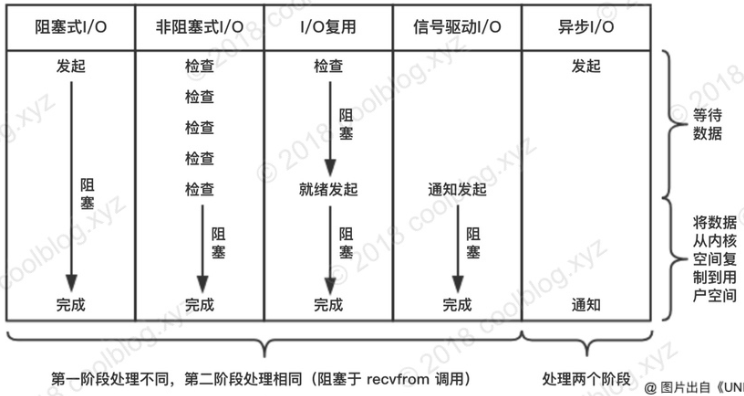 阻塞式I/O 非阻塞式I/O I/O复用 信号驱动I/O 异步I/O
发起 检查 检查 发起
检查
检查
检查
检查
阻塞
阻塞
就绪发起 通知发起
阻塞
阻塞
阻塞
完成 完成 完成 完成 通知
等待
数据
将数据
从内核
空间复
制到用
户空间
第一阶段处理不同，第二阶段处理相同（阻塞于 recvfrom 调用）
处理两个阶段
@ 图片出自《UNI
© 2018 coolblog.xyz